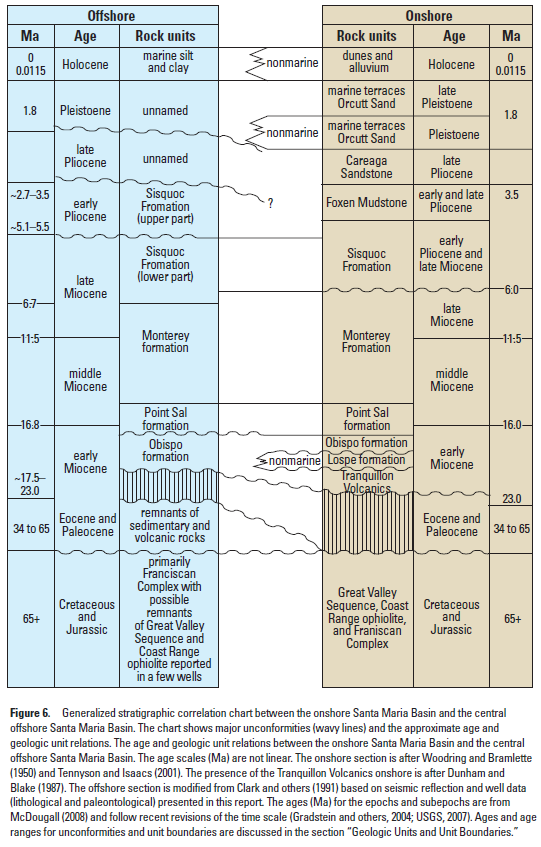 Offshore
Ma Age Rock units
0
0.0115
Holocene
marine silt
and clay
1.8
Pleistoene
unnamed
late
Pliocene
unnamed
~2.7–3.5
early
Pliocene
Sisquoc
Fromation
(upper part)
~5.1–5.5
late
Miocene
Sisquoc
Fromation
(lower part)
6.7
Monterey
formation
11.5
middle
Miocene
16.8
Point Sal
formation
early
Miocene
Obispo
formation
~17.5–
23.0
34 to 65
Eocene and
Paleocene
remnants of
sedimentary and
volcanic rocks
65+
Cretaceous
and
Jurassic
primarily
Franciscan
Complex with
possible
remnants
of Great Valley
Sequence and
Coast Range
ophiolite reported
in a few wells
nonmarine
nonmarine
?
nonmarine
Onshore
Rock units Age Ma
dunes and
alluvium
Holocene
0
0.0115
marine terraces
Orcutt Sand
late
Pleistocene
1.8
marine terraces
Orcutt Sand
Pleistoene
Careaga
Sandstone
late
Pliocene
Foxen Mudstone
early and late
Pliocene
3.5
Sisquoc
Fromation
early
Pliocene and
late Miocene
6.0
late
Miocene
Monterey
Fromation
11.5
middle
Miocene
16.0
Point Sal
formation
Obispo formation
early
Miocene
Lospe formation
Tranquillon
Volcanics
23.0
Eocene and
Paleocene
34 to 65
Great Valley
Sequence, Coast
Range ophiolite,
and Franiscan
Complex
Cretaceous
and
Jurassic
65+
Figure 6. Generalized stratigraphic correlation chart between the onshore Santa Maria Basin and the central
offshore Santa Maria Basin. The chart shows major unconformities (wavy lines) and the approximate age and
geologic unit relations. The age and geologic unit relations between the onshore Santa Maria Basin and the central
offshore Santa Maria Basin. The age scales (Ma) are not linear. The onshore section is after Woodring and Bramlette
(1950) and Tennyson and Isaacs (2001). The presence of the Tranquillon Volcanics onshore is after Dunham and
Blake (1987). The offshore section is modified from Clark and others (1991) based on seismic reflection and well data
(lithological and paleontological) presented in this report. The ages (Ma) for the epochs and subepochs are from
McDougall (2008) and follow recent revisions of the time scale (Gradstein and others, 2004; USGS, 2007). Ages and age
ranges for unconformities and unit boundaries are discussed in the section “Geologic Units and Unit Boundaries.”